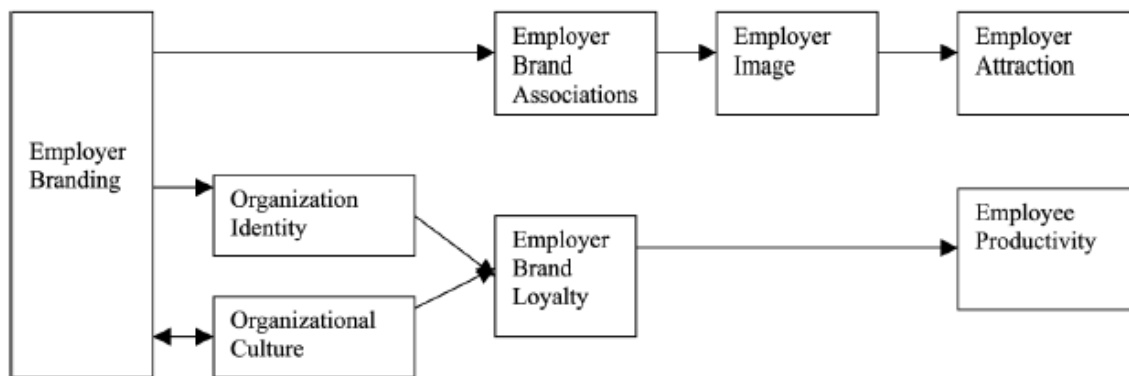 Employer
Branding
Employer
Brand
Associations
Employer
Image
Employer
Attraction
Organization
Identity
Organizational
Culture
Employer
Brand
Loyalty
Employee
Productivity